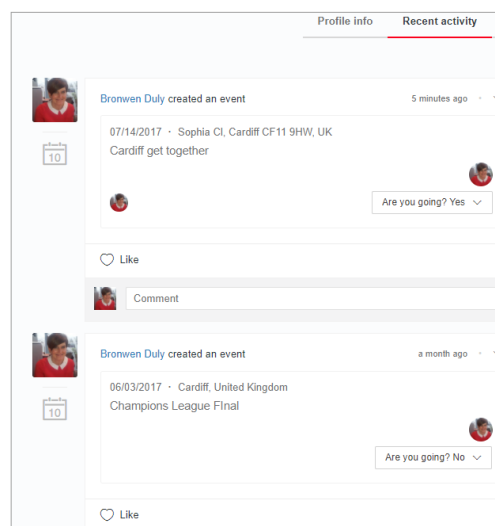 Profile info Recent activity
Bronwen Duly created an event 5 minutes ago ·
07/14/2017 · Sophia Cl, Cardiff CF11 9HW, UK
Cardiff get together
10
Are you going? Yes
Like
Comment
Bronwen Duly created an event a month ago ·
06/03/2017 · Cardiff, United Kingdom
Champions League FInal
10
Are you going? No
Like